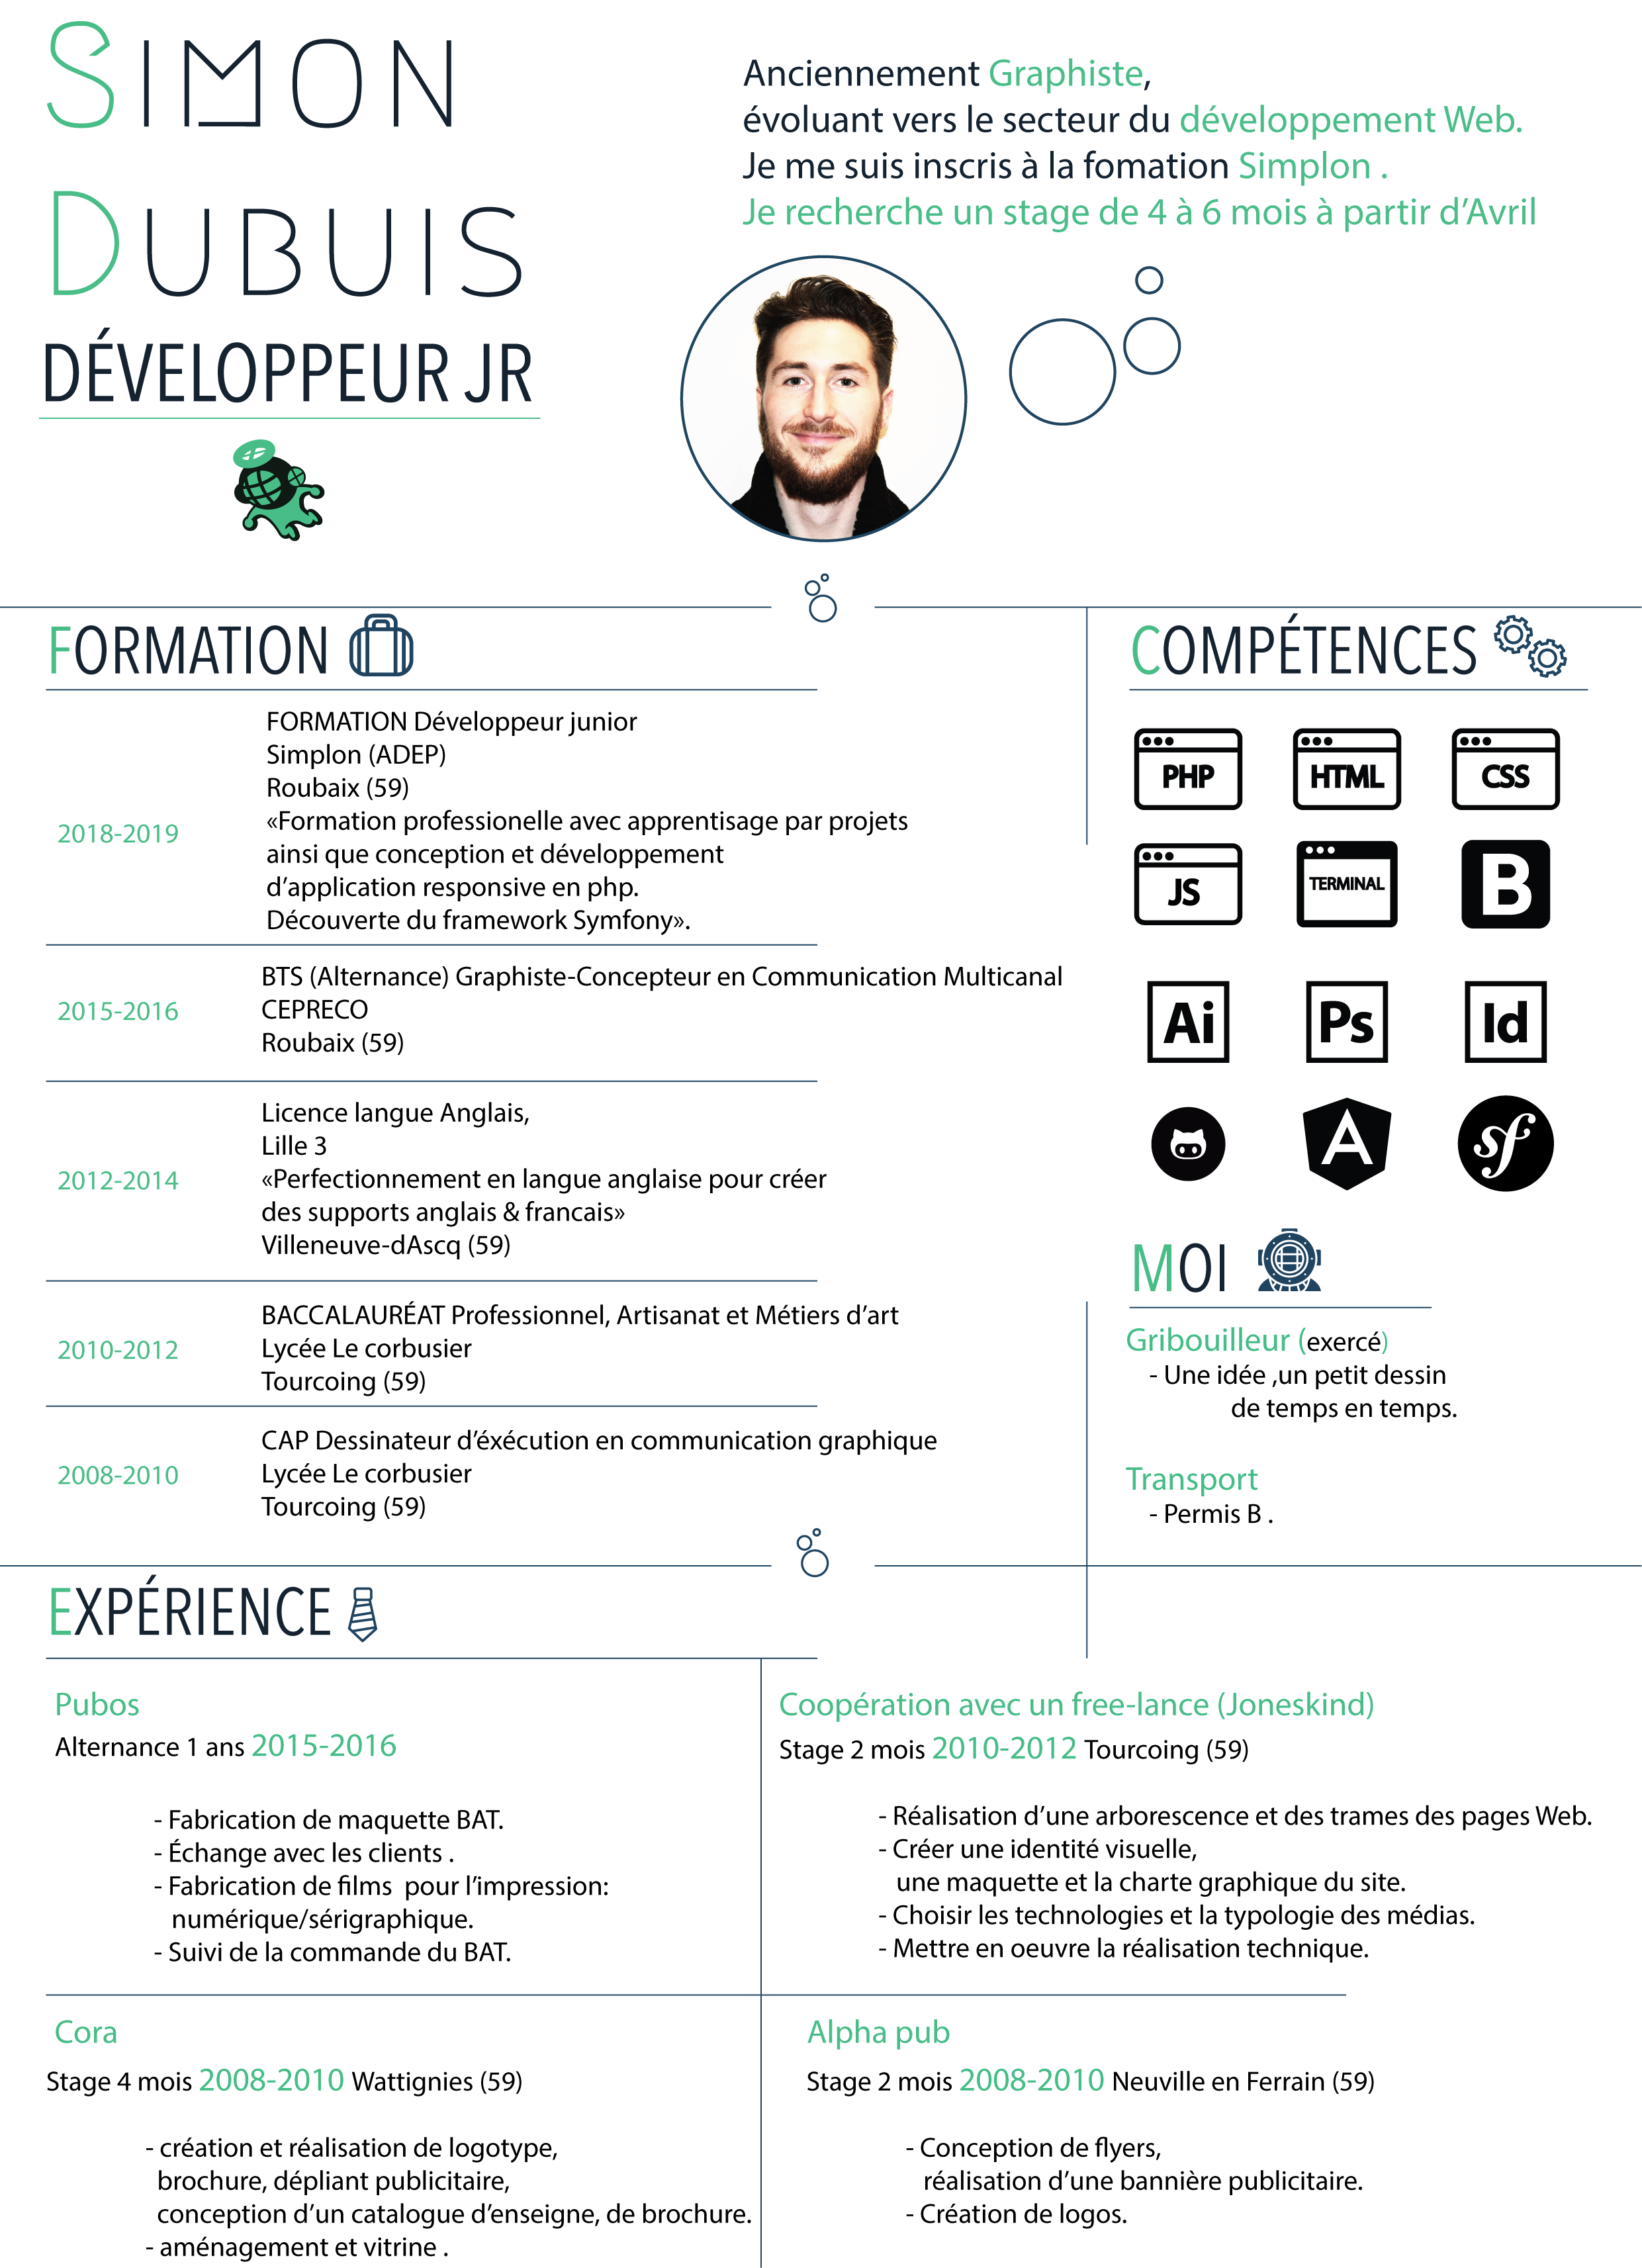 SIMON
DUBUIS
DÉVELOPPEUR JR
Anciennement Graphiste,
évoluant vers le secteur du développement Web.
Je me suis inscris à la fomation Simplon .
Je recherche un stage de 4 à 6 mois à partir d’Avril
FORMATION
2018-2019
FORMATION Développeur junior
Simplon (ADEP)
Roubaix (59)
«Formation professionelle avec apprentisage par projets
ainsi que conception et développement
d’application responsive en php.
Découverte du framework Symfony».
2015-2016
BTS (Alternance) Graphiste-Concepteur en Communication Multicanal
CEPRECO
Roubaix (59)
2012-2014
Licence langue Anglais,
Lille 3
«Perfectionnement en langue anglaise pour créer
des supports anglais & francais»
Villeneuve-dAscq (59)
2010-2012
BACCALAURÉAT Professionnel, Artisanat et Métiers d’art
Lycée Le corbusier
Tourcoing (59)
2008-2010
CAP Dessinateur d’éxécution en communication graphique
Lycée Le corbusier
Tourcoing (59)
COMPÉTENCES
PHP HTML CSS
JS TERMINAL B
Ai Ps Id
A sf
MOI
Gribouilleur (exercé)
- Une idée ,un petit dessin
de temps en temps.
Transport
- Permis B .
EXPÉRIENCE
Pubos
Alternance 1 ans 2015-2016
- Fabrication de maquette BAT.
- Échange avec les clients .
- Fabrication de films  pour l’impression:
numérique/sérigraphique.
- Suivi de la commande du BAT.
Coopération avec un free-lance (Joneskind)
Stage 2 mois 2010-2012 Tourcoing (59)
- Réalisation d’une arborescence et des trames des pages Web.
- Créer une identité visuelle,
une maquette et la charte graphique du site.
- Choisir les technologies et la typologie des médias.
- Mettre en oeuvre la réalisation technique.
Cora
Stage 4 mois 2008-2010 Wattignies (59)
- création et réalisation de logotype,
brochure, dépliant publicitaire,
conception d’un catalogue d’enseigne, de brochure.
- aménagement et vitrine .
Alpha pub
Stage 2 mois 2008-2010 Neuville en Ferrain (59)
- Conception de flyers,
réalisation d’une bannière publicitaire.
- Création de logos.